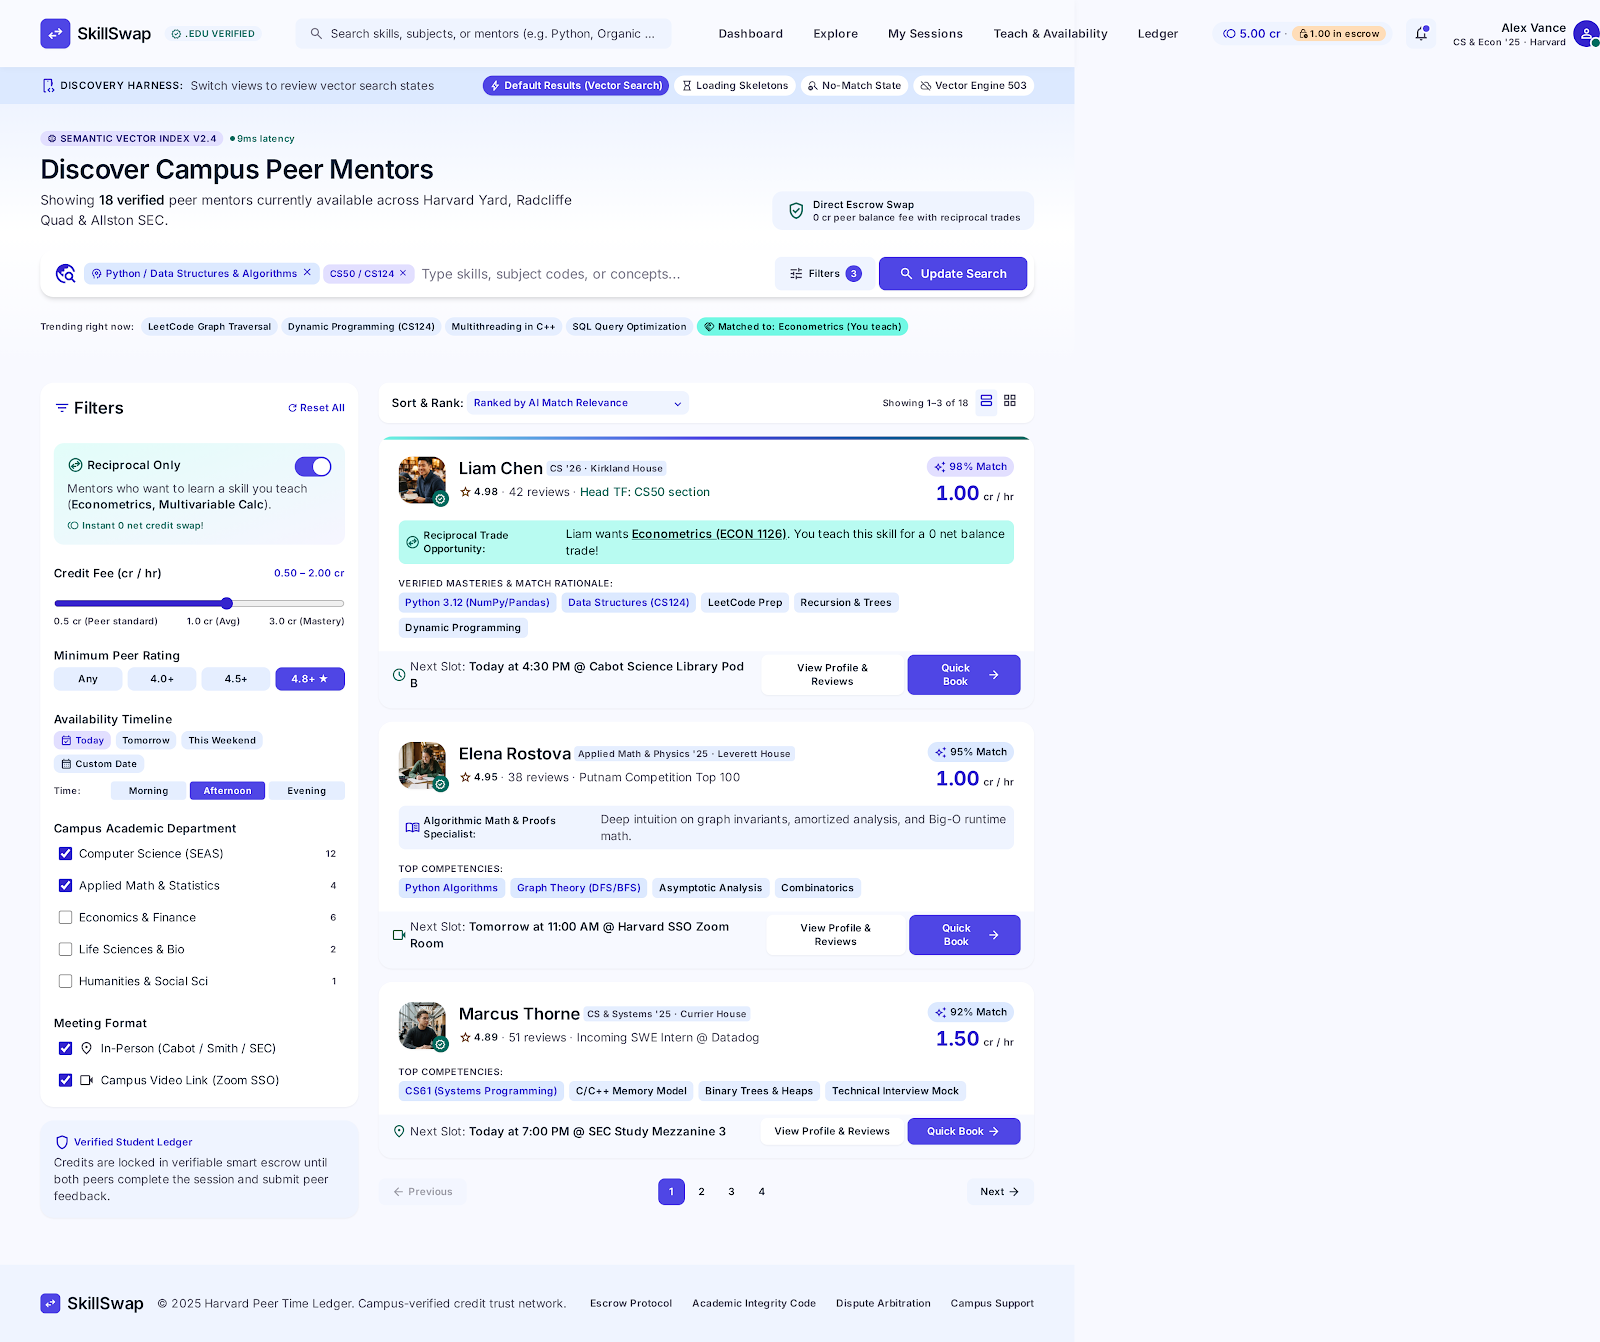 SkillSwap
.EDU VERIFIED
Search skills, subjects, or mentors (e.g. Python, Organic ...
Dashboard
Explore
My Sessions
Teach & Availability
Ledger
5.00 cr ·
1.00 in escrow
Alex Vance
CS & Econ '25 · Harvard
DISCOVERY HARNESS: Switch views to review vector search states
Default Results (Vector Search)
Loading Skeletons
No-Match State
Vector Engine 503
SEMANTIC VECTOR INDEX V2.4
9ms latency
Discover Campus Peer Mentors
Showing 18 verified peer mentors currently available across Harvard Yard, Radcliffe
Quad & Allston SEC.
Direct Escrow Swap
0 cr peer balance fee with reciprocal trades
Python / Data Structures & Algorithms ×
CS50 / CS124 ×
Type skills, subject codes, or concepts...
Filters 3
Update Search
Trending right now:
LeetCode Graph Traversal
Dynamic Programming (CS124)
Multithreading in C++
SQL Query Optimization
Matched to: Econometrics (You teach)
Filters
Reset All
Reciprocal Only
Mentors who want to learn a skill you teach
(Econometrics, Multivariable Calc).
Instant 0 net credit swap!
Credit Fee (cr / hr)
0.50 – 2.00 cr
0.5 cr (Peer standard)
1.0 cr (Avg)
3.0 cr (Mastery)
Minimum Peer Rating
Any
4.0+
4.5+
4.8+ ★
Availability Timeline
Today
Tomorrow
This Weekend
Custom Date
Time:
Morning
Afternoon
Evening
Campus Academic Department
Computer Science (SEAS) 12
Applied Math & Statistics 4
Economics & Finance 6
Life Sciences & Bio 2
Humanities & Social Sci 1
Meeting Format
In-Person (Cabot / Smith / SEC)
Campus Video Link (Zoom SSO)
Verified Student Ledger
Credits are locked in verifiable smart escrow until
both peers complete the session and submit peer
feedback.
Sort & Rank:
Ranked by AI Match Relevance
Showing 1–3 of 18
Liam Chen
CS '26 · Kirkland House
98% Match
4.98 · 42 reviews · Head TF: CS50 section
1.00 cr / hr
Reciprocal Trade
Opportunity:
Liam wants Econometrics (ECON 1126). You teach this skill for a 0 net balance
trade!
VERIFIED MASTERIES & MATCH RATIONALE:
Python 3.12 (NumPy/Pandas)
Data Structures (CS124)
LeetCode Prep
Recursion & Trees
Dynamic Programming
Next Slot: Today at 4:30 PM @ Cabot Science Library Pod
B
View Profile &
Reviews
Quick
Book
Elena Rostova
Applied Math & Physics '25 · Leverett House
95% Match
4.95 · 38 reviews · Putnam Competition Top 100
1.00 cr / hr
Algorithmic Math & Proofs
Specialist:
Deep intuition on graph invariants, amortized analysis, and Big-O runtime
math.
TOP COMPETENCIES:
Python Algorithms
Graph Theory (DFS/BFS)
Asymptotic Analysis
Combinatorics
Next Slot: Tomorrow at 11:00 AM @ Harvard SSO Zoom
Room
View Profile &
Reviews
Quick
Book
Marcus Thorne
CS & Systems '25 · Currier House
92% Match
4.89 · 51 reviews · Incoming SWE Intern @ Datadog
1.50 cr / hr
TOP COMPETENCIES:
CS61 (Systems Programming)
C/C++ Memory Model
Binary Trees & Heaps
Technical Interview Mock
Next Slot: Today at 7:00 PM @ SEC Study Mezzanine 3
View Profile & Reviews
Quick Book
Previous
1
2
3
4
Next
SkillSwap
© 2025 Harvard Peer Time Ledger. Campus-verified credit trust network.
Escrow Protocol
Academic Integrity Code
Dispute Arbitration
Campus Support